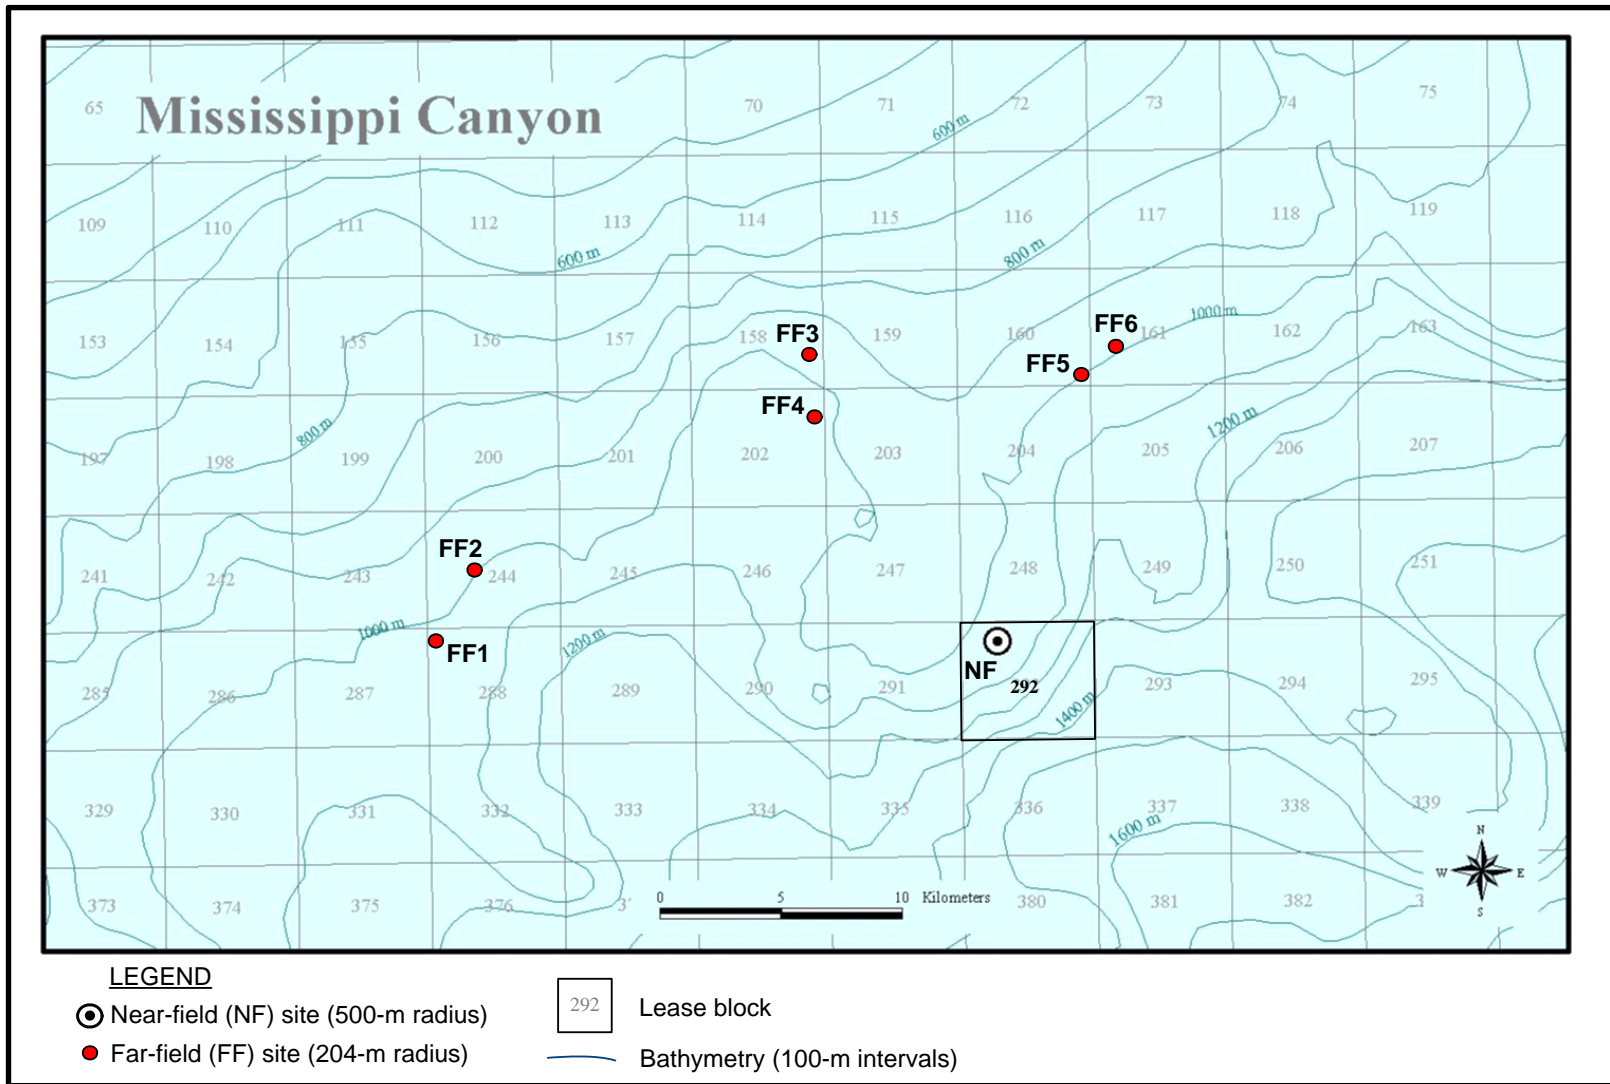 Mississippi Canyon
65 70 71 72 73 74 75
600 m
109 110 111 112 113 114 115 116 117 118 119
600 m 800 m
153 154 155 156 157 158 159 160 161 162 163
1000 m
FF3 FF6
FF5
FF4
800 m 1200 m
197 198 199 200 201 202 203 204 205 206 207
FF2
241 242 243 244 245 246 247 248 249 250 251
1000 m 1200 m
FF1 NF
285 286 287 288 289 290 291 292 293 294 295
1400 m
329 330 331 332 333 334 335 336 337 338 339
1600 m
N
W E
S
0 5 10 Kilometers
373 374 375 376 380 381 382
LEGEND
Near-field (NF) site (500-m radius)
Far-field (FF) site (204-m radius)
292 Lease block
Bathymetry (100-m intervals)